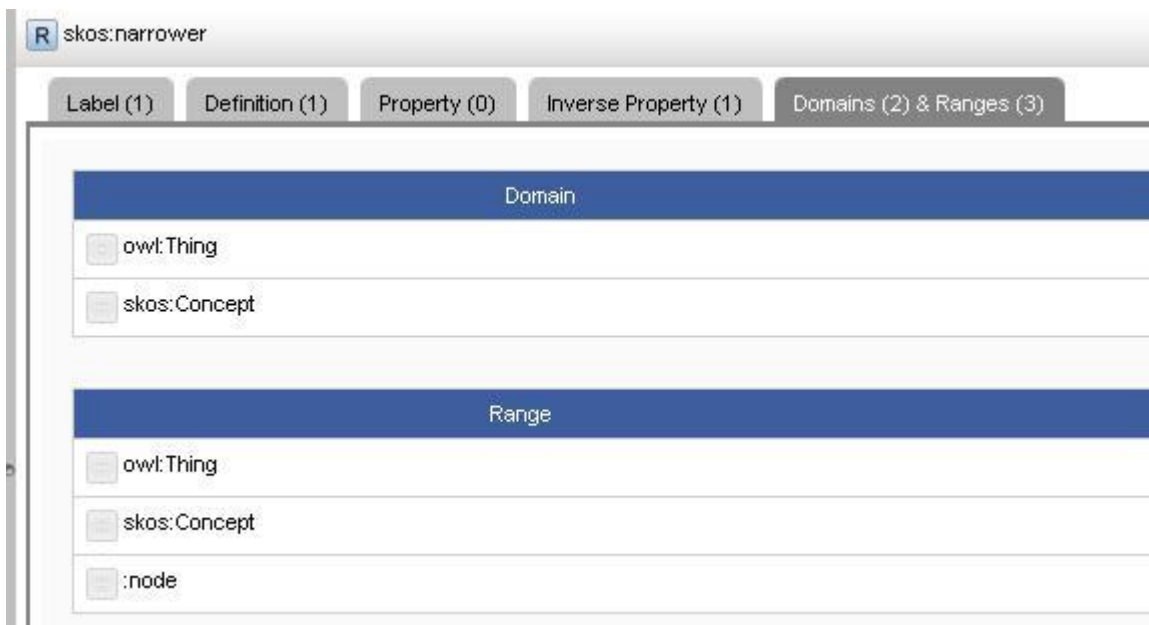 R skos:narrower
Label (1) Definition (1) Property (0) Inverse Property (1) Domains (2) & Ranges (3)
Domain
owl:Thing
skos:Concept
Range
owl:Thing
skos:Concept
:node